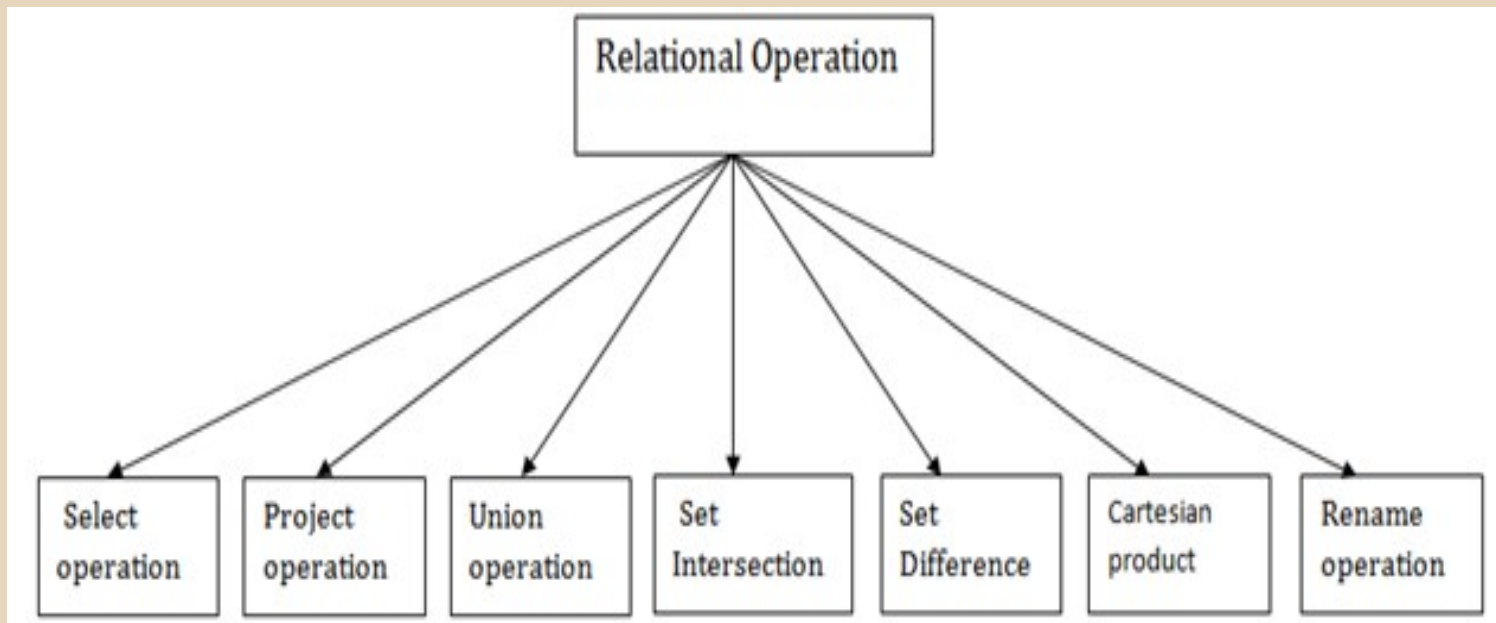 Relational Operation
Select
operation
Project
operation
Union
operation
Set
Intersection
Set
Difference
Cartesian
product
Rename
operation